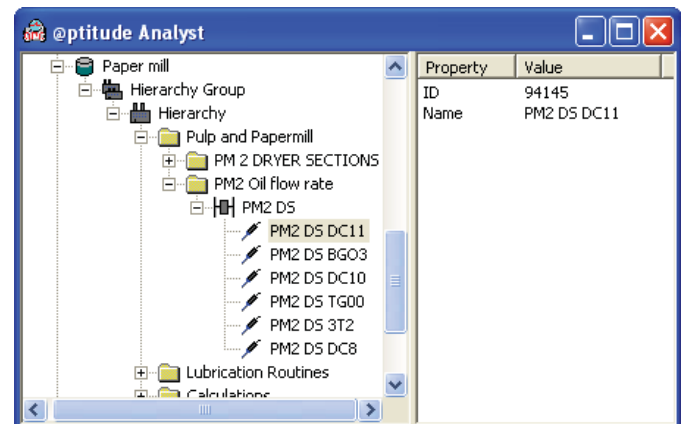 @ptitude Analyst
Paper mill
Hierarchy Group
Hierarchy
Pulp and Papermill
PM 2 DRYER SECTIONS
PM2 Oil flow rate
PM2 DS
PM2 DS DC11
PM2 DS BGO3
PM2 DS DC10
PM2 DS TG00
PM2 DS 3T2
PM2 DS DC8
Lubrication Routines
Calculations
Property Value
ID 94145
Name PM2 DS DC11